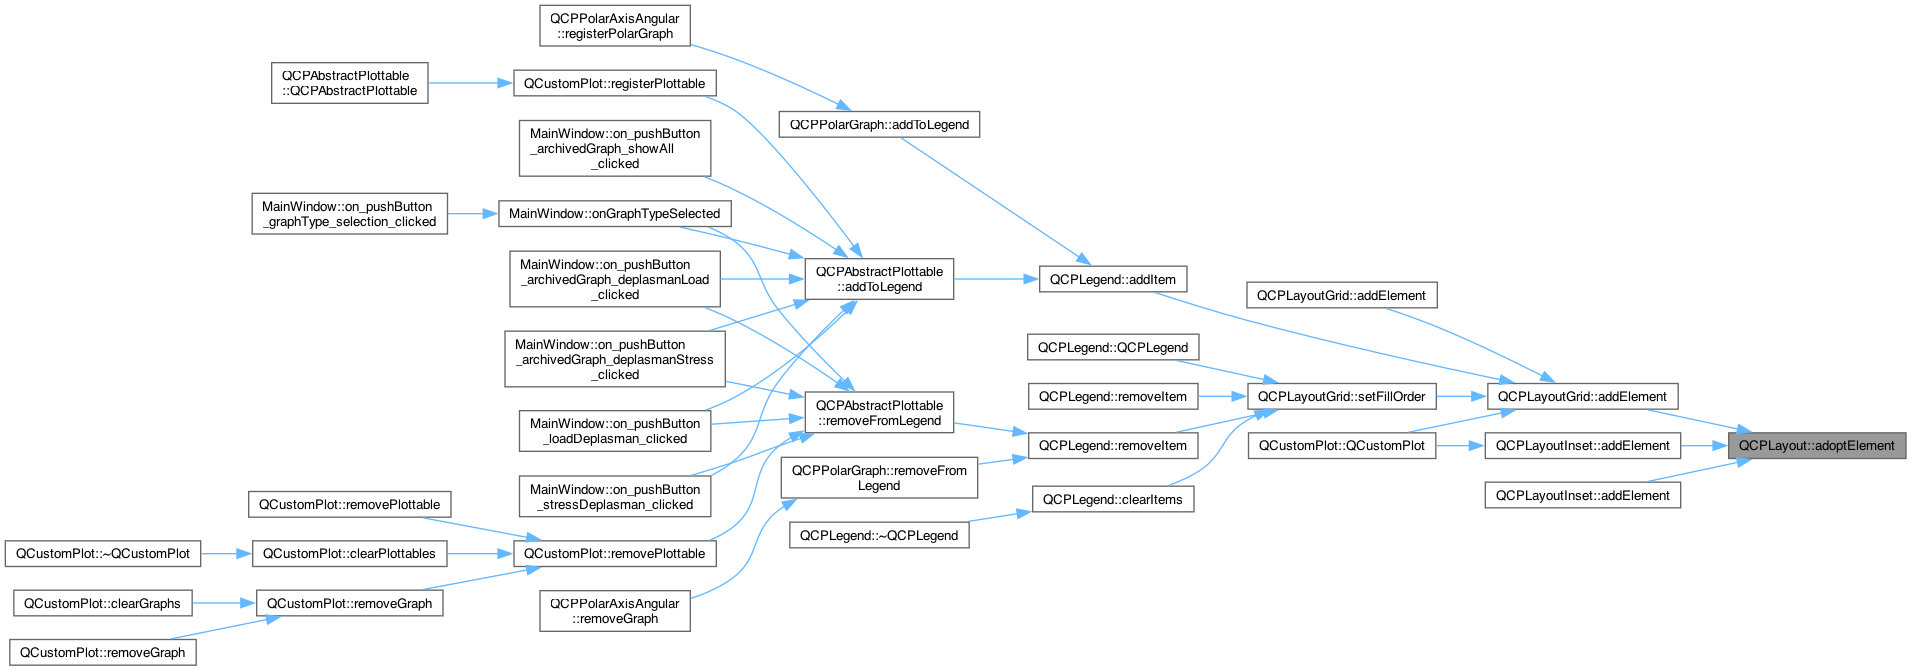 QCPPolarAxisAngular
::registerPolarGraph
QCPAbstractPlottable
::QCPAbstractPlottable
QCustomPlot::registerPlottable
QCPPolarGraph::addToLegend
MainWindow::on_pushButton
_archivedGraph_showAll
_clicked
MainWindow::on_pushButton
_graphType_selection_clicked
MainWindow::onGraphTypeSelected
MainWindow::on_pushButton
_archivedGraph_deplasmanLoad
_clicked
QCPAbstractPlottable
::addToLegend
QCPLegend::addItem
QCPLayoutGrid::addElement
MainWindow::on_pushButton
_archivedGraph_deplasmanStress
_clicked
QCPLegend::QCPLegend
QCPLegend::removeItem
QCPLayoutGrid::setFillOrder
QCPLayoutGrid::addElement
MainWindow::on_pushButton
_loadDeplasman_clicked
QCPAbstractPlottable
::removeFromLegend
QCPLegend::removeItem
QCustomPlot::QCustomPlot
QCPLayoutInset::addElement
QCPLayout::adoptElement
MainWindow::on_pushButton
_stressDeplasman_clicked
QCPPolarGraph::removeFrom
Legend
QCPLegend::clearItems
QCPLayoutInset::addElement
QCustomPlot::removePlottable
QCPLegend::~QCPLegend
QCustomPlot::~QCustomPlot
QCustomPlot::clearPlottables
QCustomPlot::removePlottable
QCustomPlot::clearGraphs
QCustomPlot::removeGraph
QCPPolarAxisAngular
::removeGraph
QCustomPlot::removeGraph